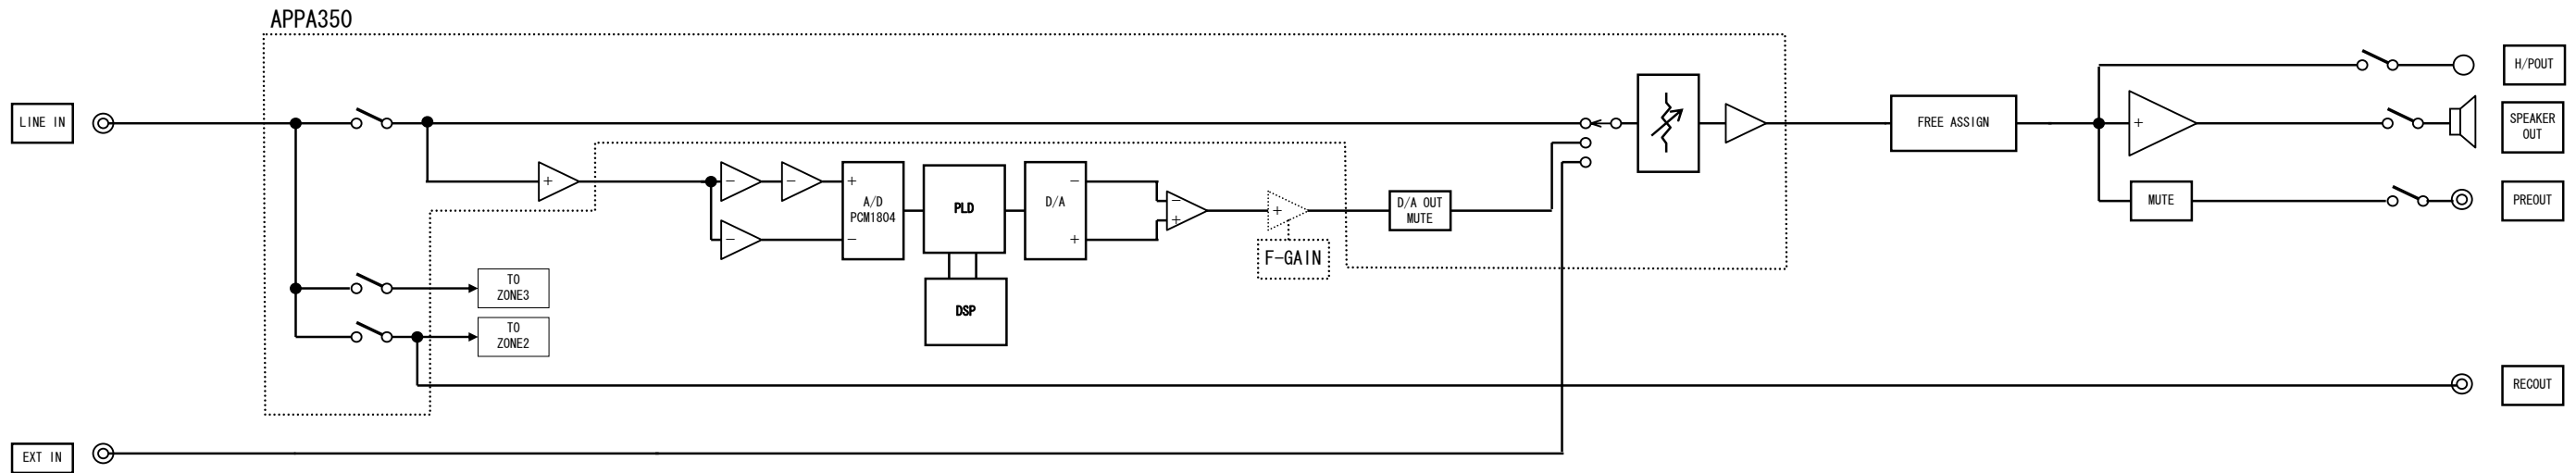 APPA350
H/POUT
LINE IN
FREE ASSIGN
+
SPEAKER
OUT
+
-
-
+
A/D
PCM1804
-
-
PLD
D/A
-
+
-
+
+
F-GAIN
D/A OUT
MUTE
MUTE
PREOUT
TO
ZONE3
DSP
TO
ZONE2
RECOUT
EXT IN